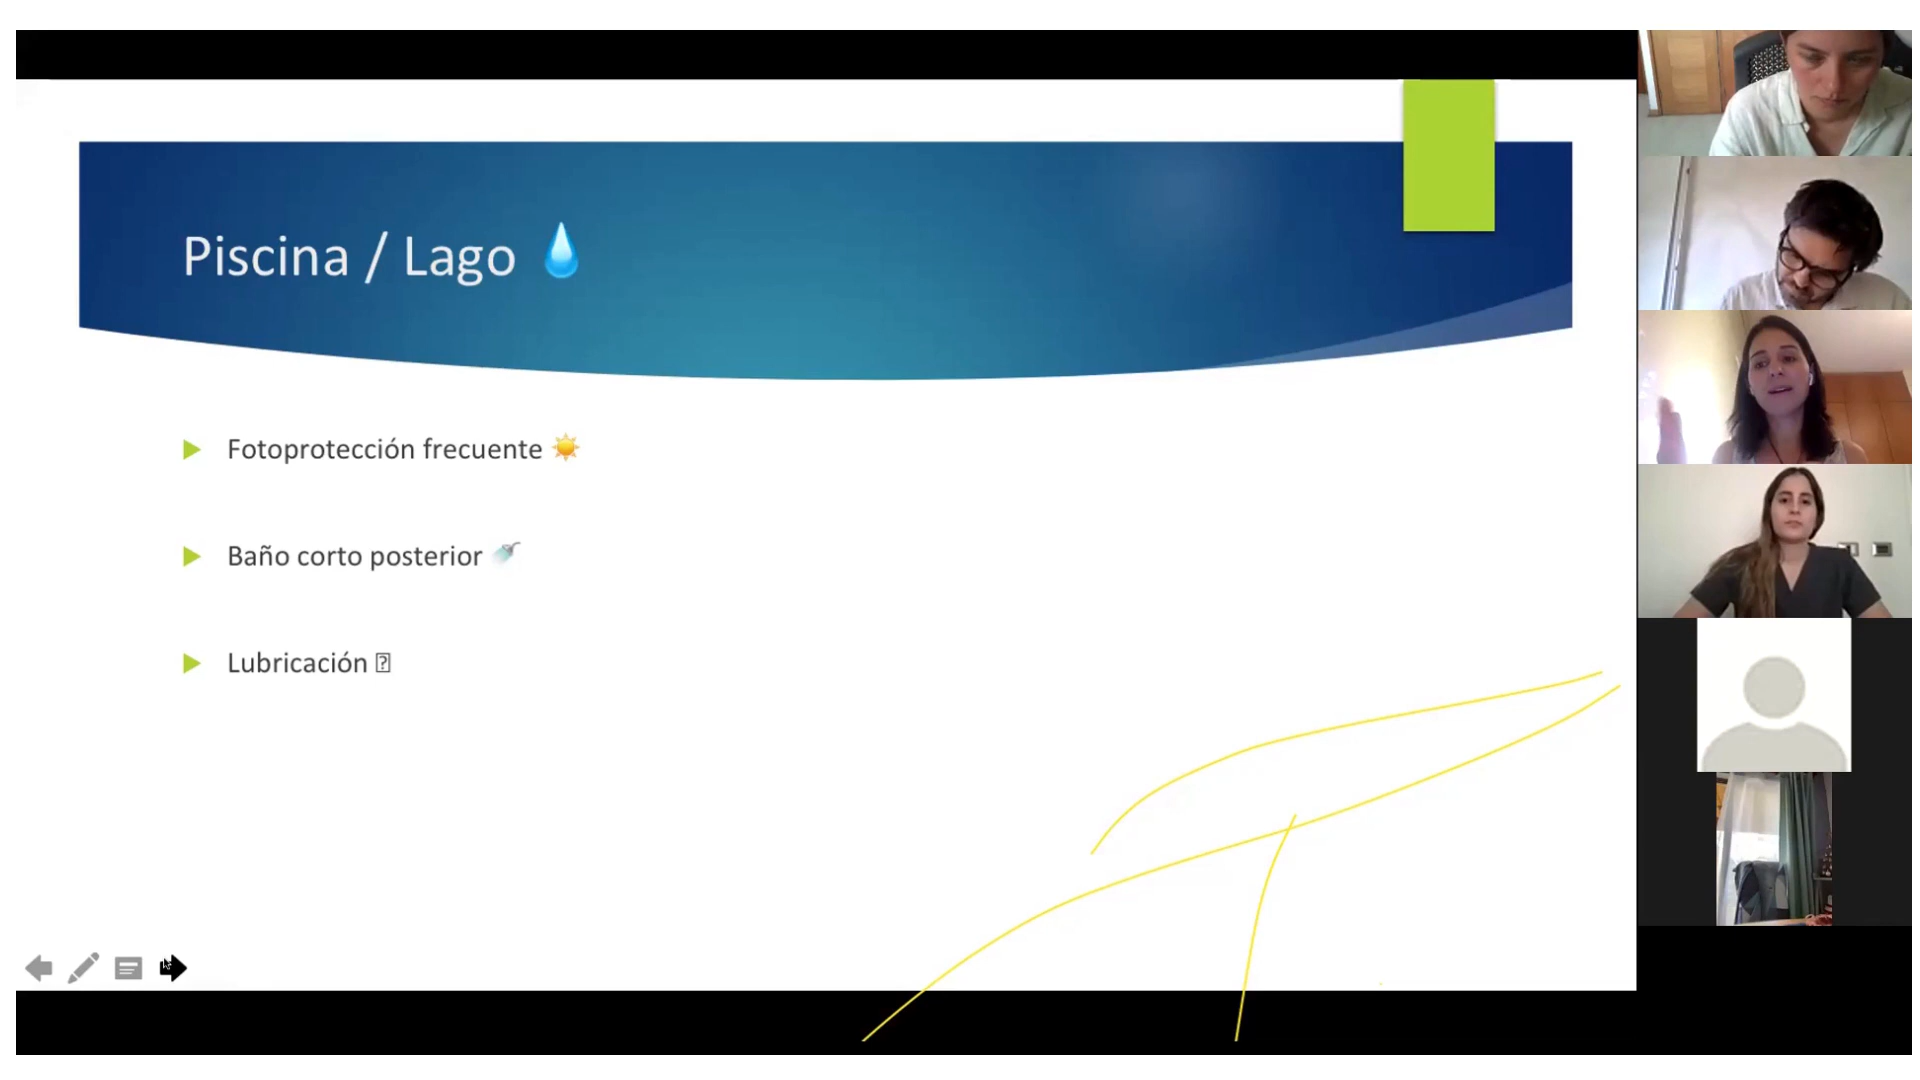 Piscina / Lago 💧
Fotoprotección frecuente ☀️
Baño corto posterior 🚿
Lubricación